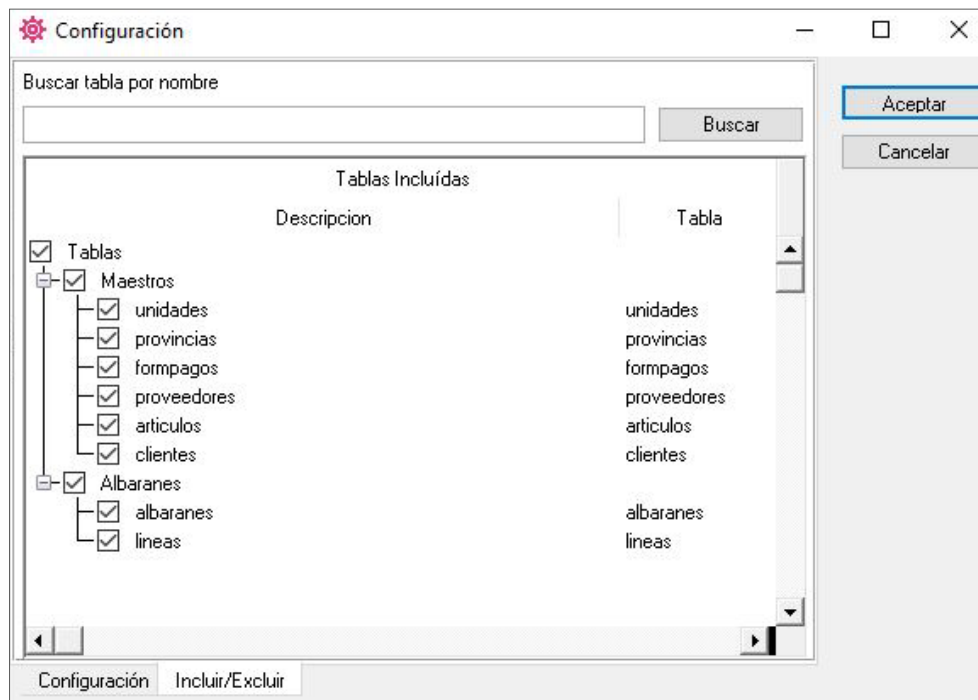 Configuración
Buscar tabla por nombre
Aceptar
Buscar
Cancelar
Tablas Incluídas
Descripcion Tabla
Tablas
Maestros
unidades unidades
provincias provincias
formpagos formpagos
proveedores proveedores
articulos articulos
clientes clientes
Albaranes
albaranes albaranes
lineas lineas
Configuración Incluir/Excluir